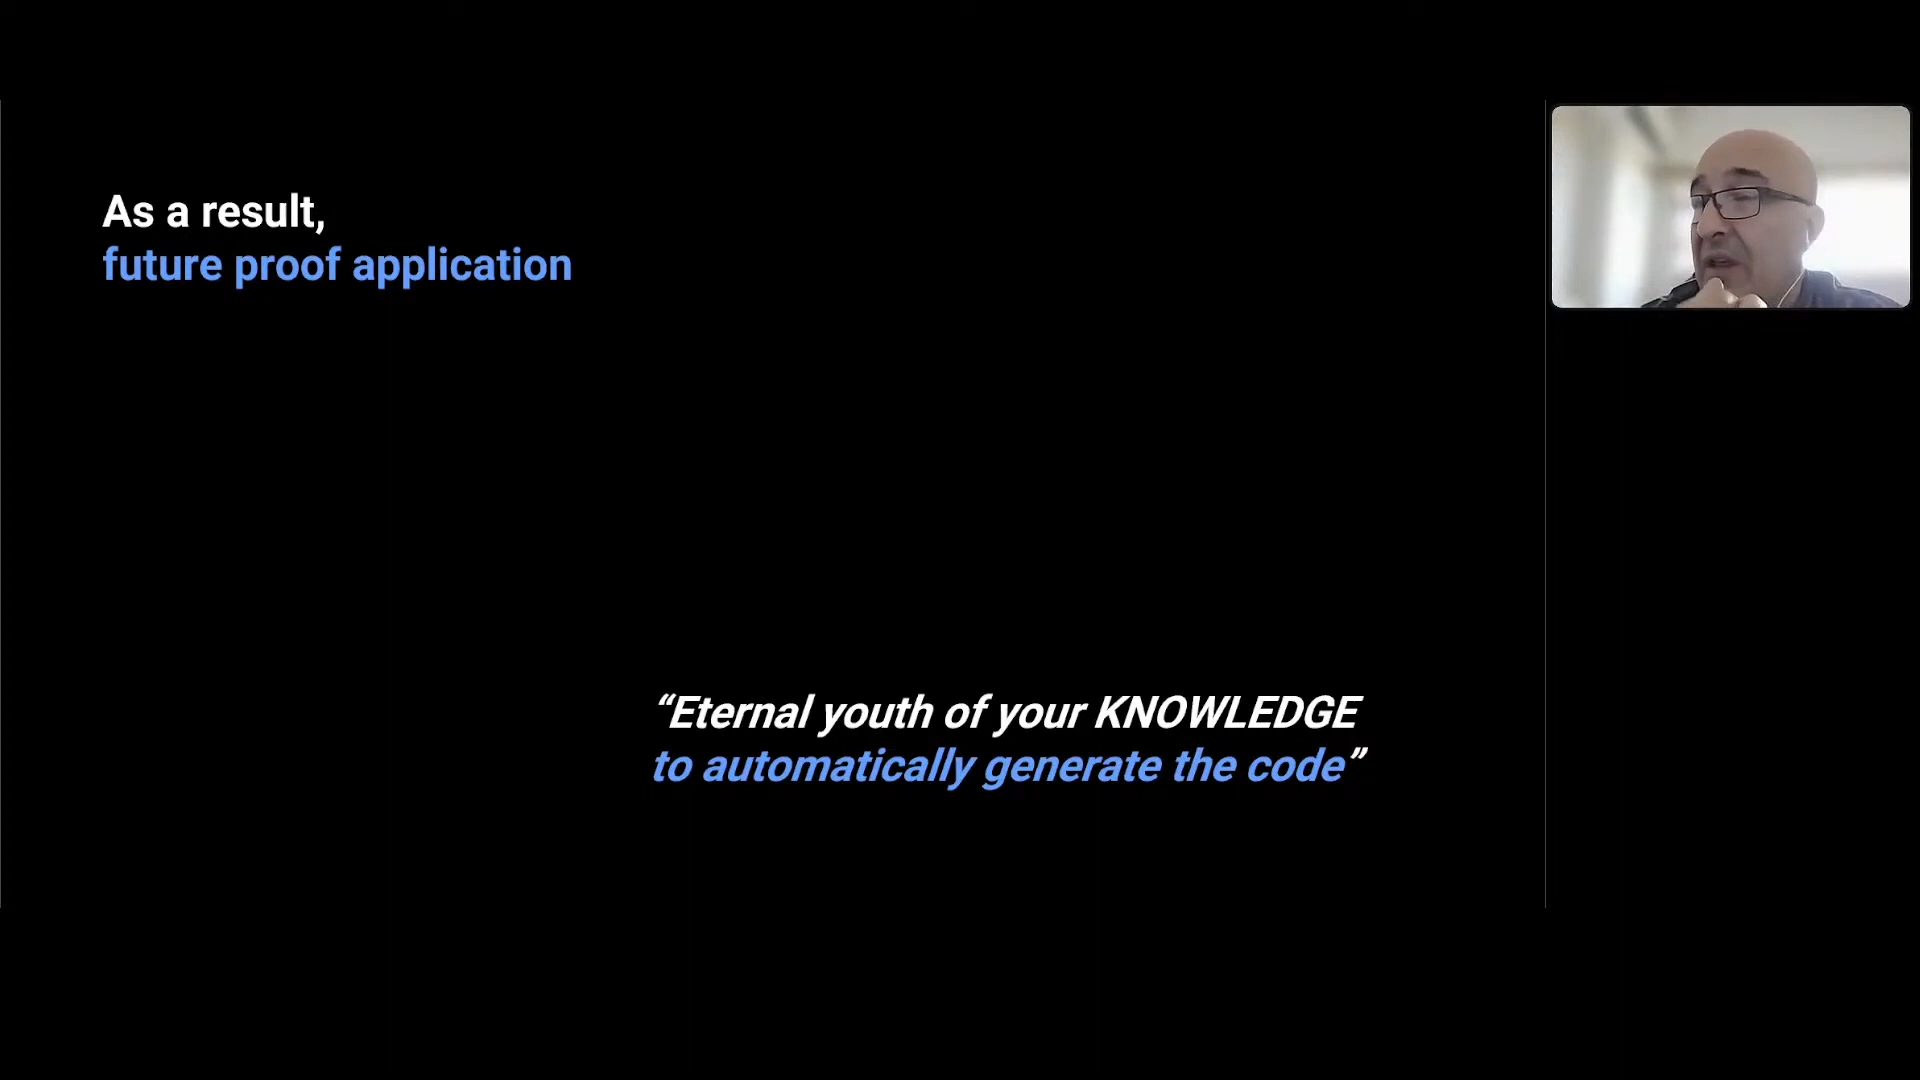 As a result,
future proof application
“Eternal youth of your KNOWLEDGE
to automatically generate the code”